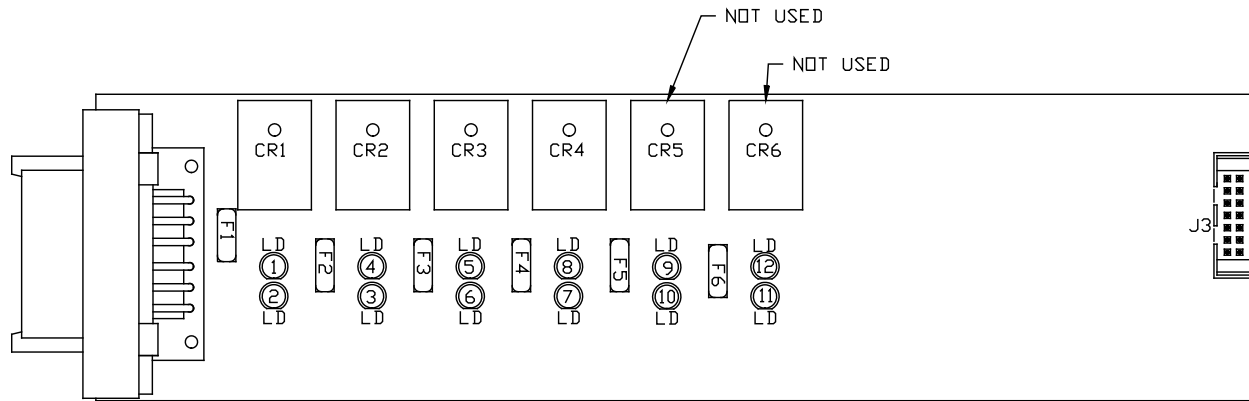 NOT USED
NOT USED
CR1 CR2 CR3 CR4 CR5 CR6
J3
F1 F2 F3 F4 F5 F6
LD LD LD LD LD LD
1 4 5 8 9 12
2 3 6 7 10 11
LD LD LD LD LD LD